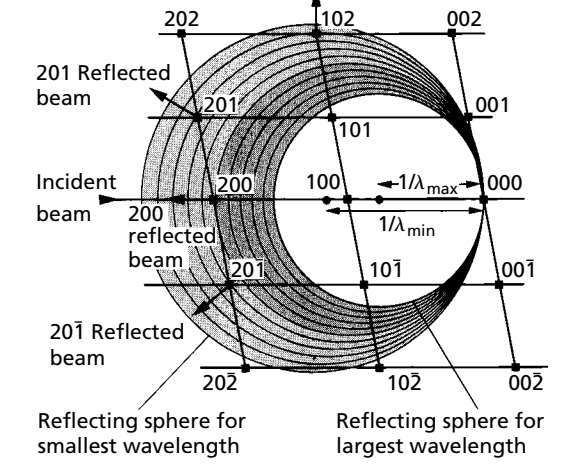 202
102
002
201 Reflected
beam
201
001
101
Incident
beam
200
100
1/λmax
000
1/λmin
200
reflected
beam
201̄
101̄
001̄
201̄ Reflected
beam
202̄
102̄
002̄
Reflecting sphere for
smallest wavelength
Reflecting sphere for
largest wavelength